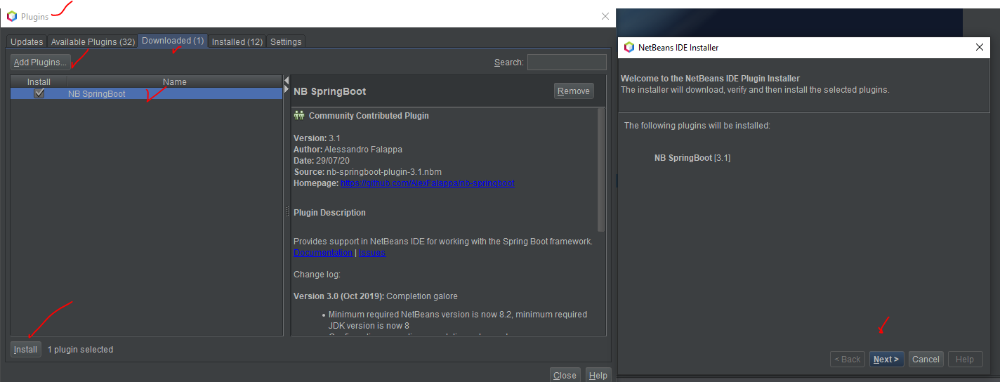 Plugins
Updates
Available Plugins (32)
Downloaded (1)
Installed (12)
Settings
Add Plugins...
Search:
Install
Name
NB SpringBoot
Install
1 plugin selected
NB SpringBoot
Remove
Community Contributed Plugin
Version: 3.1
Author: Alessandro Falappa
Date: 29/07/20
Source: nb-springboot-plugin-3.1.nbm
Homepage: https://github.com/AlexFalappa/nb-springboot
Plugin Description
Provides support in NetBeans IDE for working with the Spring Boot framework.
Documentation | Issues
Change log:
Version 3.0 (Oct 2019): Completion galore
Minimum required NetBeans version is now 8.2, minimum required
JDK version is now 8
Close
Help
NetBeans IDE Installer
Welcome to the NetBeans IDE Plugin Installer
The installer will download, verify and then install the selected plugins.
The following plugins will be installed:
NB SpringBoot [3.1]
< Back
Next >
Cancel
Help